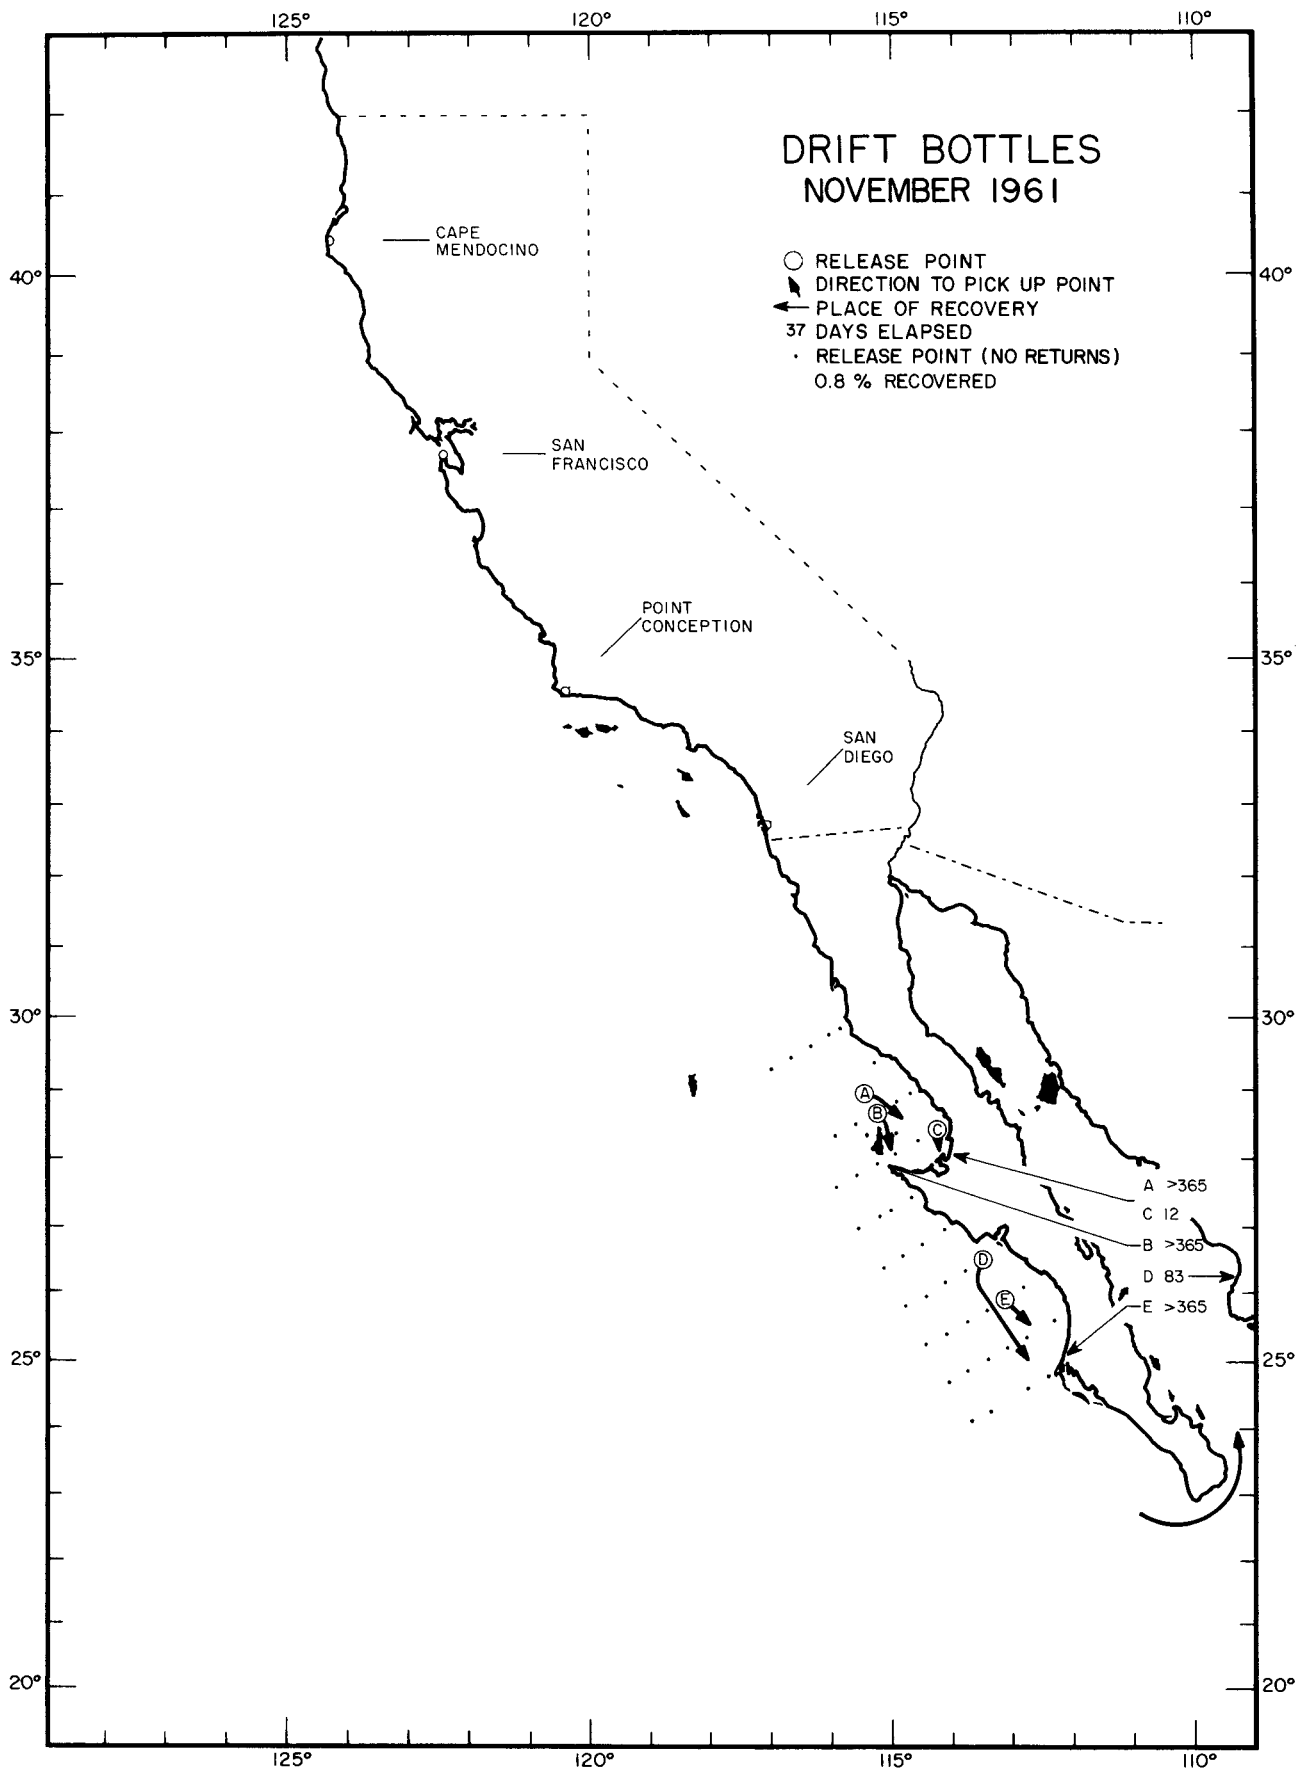 125° 120° 115° 110°
DRIFT BOTTLES
NOVEMBER 1961
CAPE
MENDOCINO
RELEASE POINT
40° 40°
DIRECTION TO PICK UP POINT
PLACE OF RECOVERY
37 DAYS ELAPSED
RELEASE POINT (NO RETURNS)
0.8 % RECOVERED
SAN
FRANCISCO
POINT
CONCEPTION
35° 35°
SAN
DIEGO
30° 30°
A
B
C
A >365
C 12
B >365
D
D 83
E
E >365
25° 25°
20° 20°
125° 120° 115° 110°